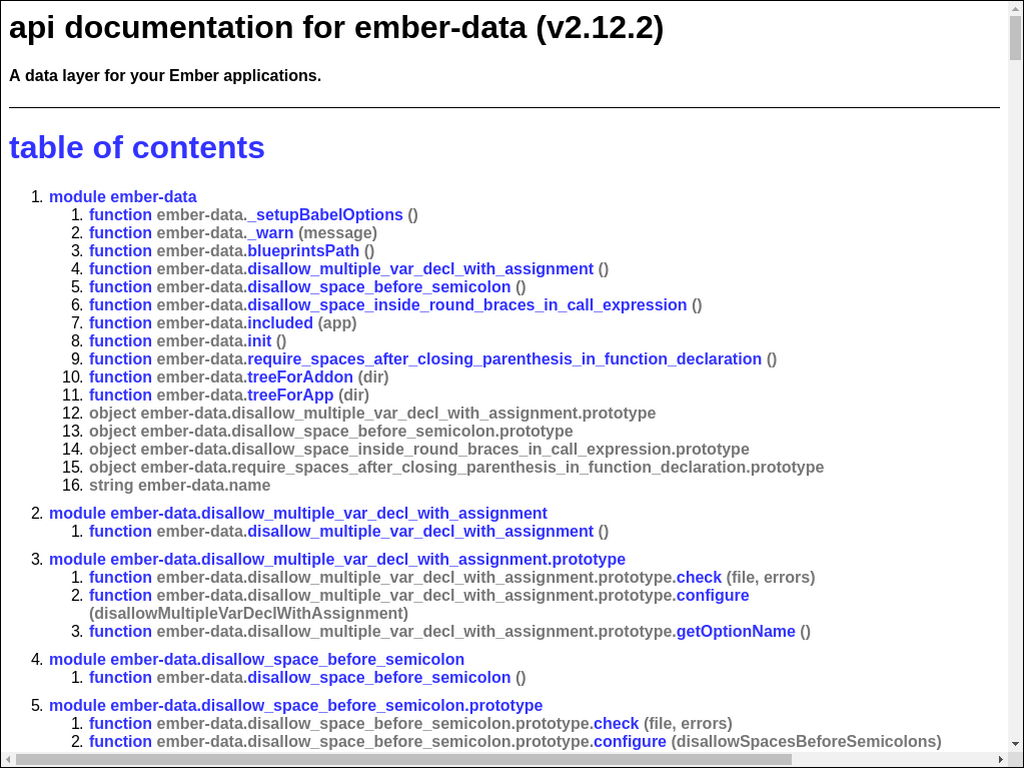 api documentation for ember-data (v2.12.2)
A data layer for your Ember applications.
table of contents
1. module ember-data
1. function ember-data._setupBabelOptions ()
2. function ember-data._warn (message)
3. function ember-data.blueprintsPath ()
4. function ember-data.disallow_multiple_var_decl_with_assignment ()
5. function ember-data.disallow_space_before_semicolon ()
6. function ember-data.disallow_space_inside_round_braces_in_call_expression ()
7. function ember-data.included (app)
8. function ember-data.init ()
9. function ember-data.require_spaces_after_closing_parenthesis_in_function_declaration ()
10. function ember-data.treeForAddon (dir)
11. function ember-data.treeForApp (dir)
12. object ember-data.disallow_multiple_var_decl_with_assignment.prototype
13. object ember-data.disallow_space_before_semicolon.prototype
14. object ember-data.disallow_space_inside_round_braces_in_call_expression.prototype
15. object ember-data.require_spaces_after_closing_parenthesis_in_function_declaration.prototype
16. string ember-data.name
2. module ember-data.disallow_multiple_var_decl_with_assignment
1. function ember-data.disallow_multiple_var_decl_with_assignment ()
3. module ember-data.disallow_multiple_var_decl_with_assignment.prototype
1. function ember-data.disallow_multiple_var_decl_with_assignment.prototype.check (file, errors)
2. function ember-data.disallow_multiple_var_decl_with_assignment.prototype.configure
(disallowMultipleVarDeclWithAssignment)
3. function ember-data.disallow_multiple_var_decl_with_assignment.prototype.getOptionName ()
4. module ember-data.disallow_space_before_semicolon
1. function ember-data.disallow_space_before_semicolon ()
5. module ember-data.disallow_space_before_semicolon.prototype
1. function ember-data.disallow_space_before_semicolon.prototype.check (file, errors)
2. function ember-data.disallow_space_before_semicolon.prototype.configure (disallowSpacesBeforeSemicolons)